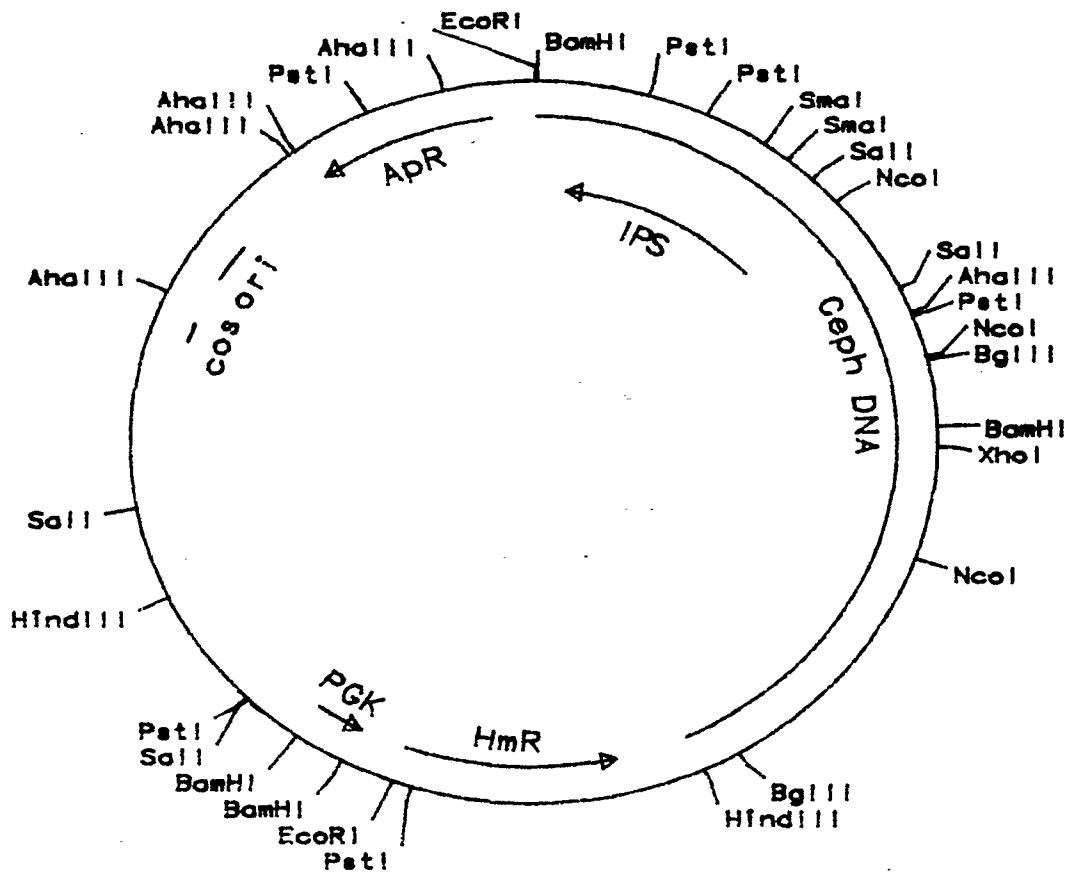 EcoRI
BamHI
PstI
PstI
SmaI
SmaI
SalI
NcoI
SalI
AhaIII
PstI
NcoI
BglII
BamHI
XhoI
NcoI
BglII
HindIII
PstI
EcoRI
BamHI
BamHI
SalI
PstI
HindIII
SalI
AhaIII
AhaIII
AhaIII
PstI
AhaIII
ApR
IPS
Ceph DNA
cos ori
PGK
HmR